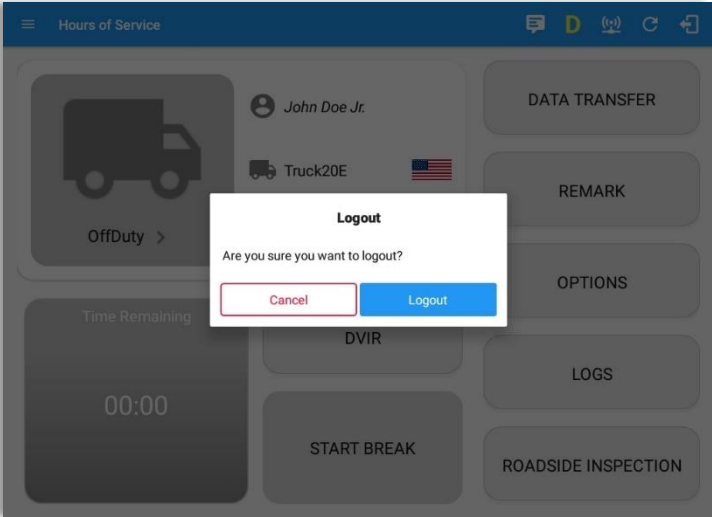 Hours of Service
D
John Doe Jr.
Truck20E
OffDuty >
DATA TRANSFER
REMARK
OPTIONS
LOGS
ROADSIDE INSPECTION
Logout
Are you sure you want to logout?
Cancel
Logout
Time Remaining
00:00
DVIR
START BREAK